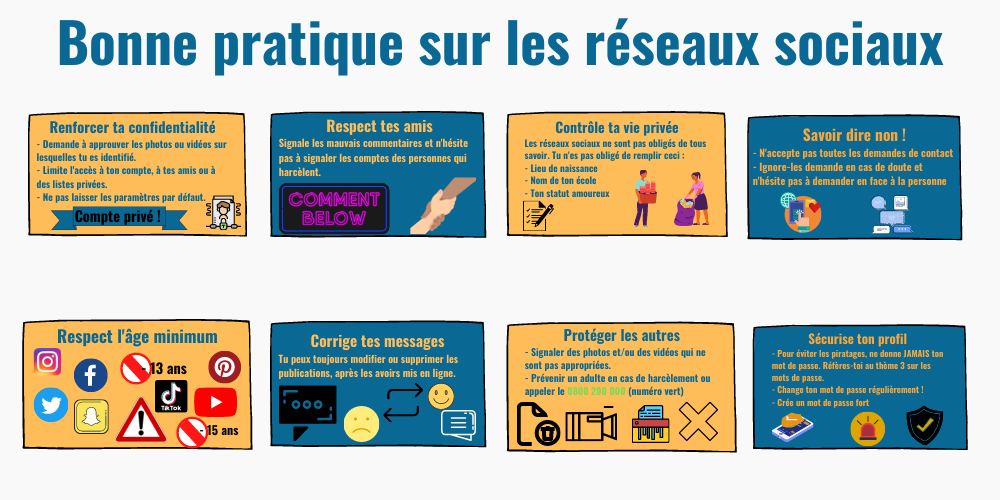 Bonne pratique sur les réseaux sociaux
Renforcer ta confidentialité
- Demande à approuver les photos ou vidéos sur
lesquelles tu es identifié.
- Limite l'accès à ton compte, à tes amis ou à
des listes privées.
- Ne pas laisser les paramètres par défaut.
Compte privé !
Respect tes amis
Signale les mauvais commentaires et n'hésite
pas à signaler les comptes des personnes qui
harcèlent.
COMMENT
BELOW
Contrôle ta vie privée
Les réseaux sociaux ne sont pas obligés de tous
savoir. Tu n'es pas obligé de remplir ceci :
- Lieu de naissance
- Nom de ton école
- Ton statut amoureux
Savoir dire non !
- N'accepte pas toutes les demandes de contact
- Ignore-les demande en cas de doute et
n'hésite pas à demander en face à la personne
Respect l'âge minimum
- 13 ans
TikTok
- 15 ans
Corrige tes messages
Tu peux toujours modifier ou supprimer les
publications, après les avoirs mis en ligne.
Protéger les autres
- Signaler des photos et/ou des vidéos qui ne
sont pas appropriées.
- Prévenir un adulte en cas de harcèlement ou
appeler le 0800 200 000 (numéro vert)
Sécurise ton profil
- Pour éviter les piratages, ne donne JAMAIS ton
mot de passe. Réfères-toi au thème 3 sur les
mots de passe.
- Change ton mot de passe régulièrement !
- Crée un mot de passe fort